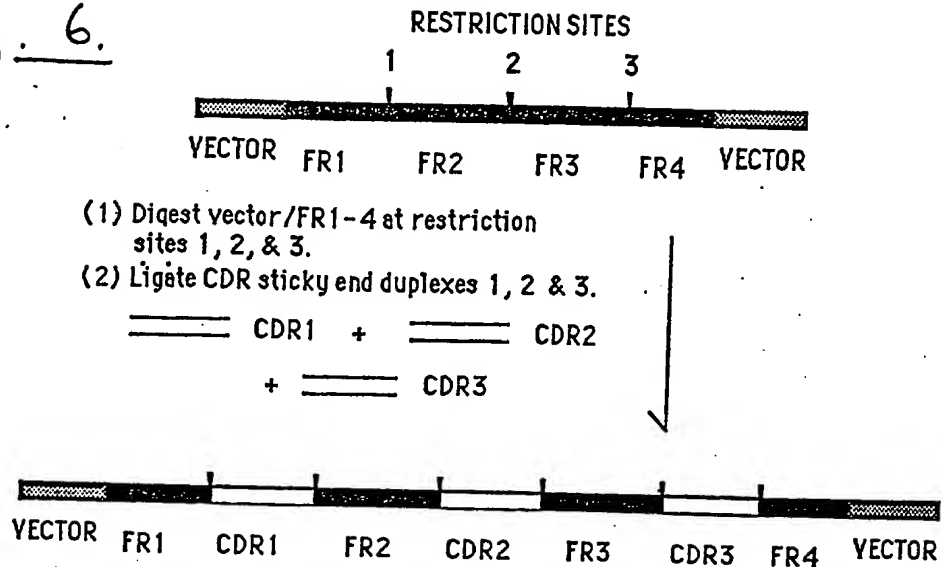 . 6.
RESTRICTION SITES
1 2 3
VECTOR FR1 FR2 FR3 FR4 VECTOR
(1) Digest vector/FR1-4 at restriction
sites 1, 2, & 3.
(2) Ligate CDR sticky end duplexes 1, 2 & 3.
CDR1 + CDR2
+ CDR3
VECTOR FR1 CDR1 FR2 CDR2 FR3 CDR3 FR4 VECTOR